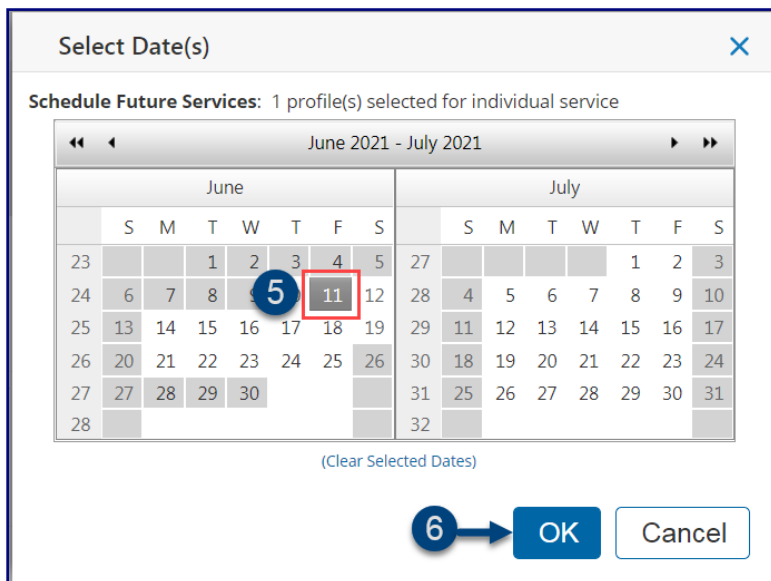 Select Date(s)
Schedule Future Services: 1 profile(s) selected for individual service
June 2021 - July 2021
June July
S M T W T F S S M T W T F S
23 1 2 3 4 5 27 1 2 3
24 6 7 8 5 11 12 28 4 5 6 7 8 9 10
25 13 14 15 16 17 18 19 29 11 12 13 14 15 16 17
26 20 21 22 23 24 25 26 30 18 19 20 21 22 23 24
27 27 28 29 30 31 25 26 27 28 29 30 31
28 32
(Clear Selected Dates)
6 OK Cancel